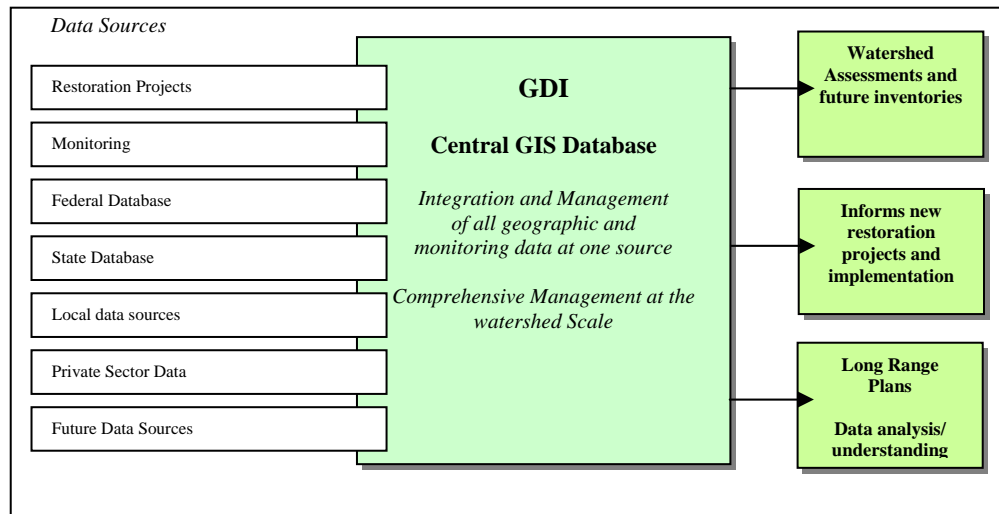 Data Sources
Restoration Projects
Monitoring
Federal Database
State Database
Local data sources
Private Sector Data
Future Data Sources
GDI
Central GIS Database
Integration and Management
of all geographic and
monitoring data at one source
Comprehensive Management at the
watershed Scale
Watershed
Assessments and
future inventories
Informs new
restoration
projects and
implementation
Long Range
Plans
Data analysis/
understanding